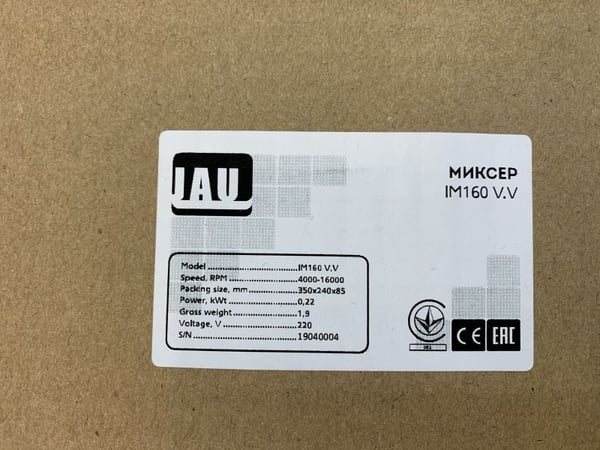 JAU
МИКСЕР
IM160 V.V
Model ........................IM160 V.V
Speed, RPM ...................4000-16000
Packing size, mm..............350x240x85
Power, kWt ...................0,22
Gross weight .................1,9
Voltage, V ...................220
S/N ..........................19040004
CE EAC